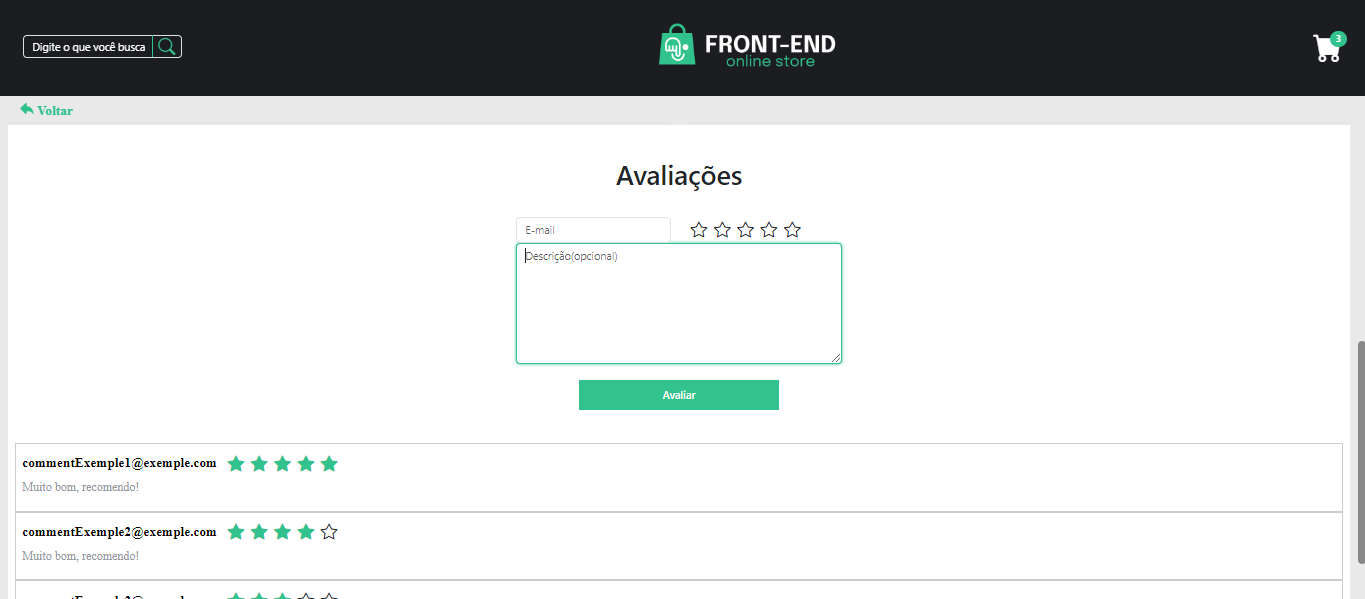 Digite o que você busca
FRONT-END
online store
3
Voltar
Avaliações
E-mail
Descrição(opcional)
Avaliar
commentExemple1@exemple.com
Muito bom, recomendo!
commentExemple2@exemple.com
Muito bom, recomendo!